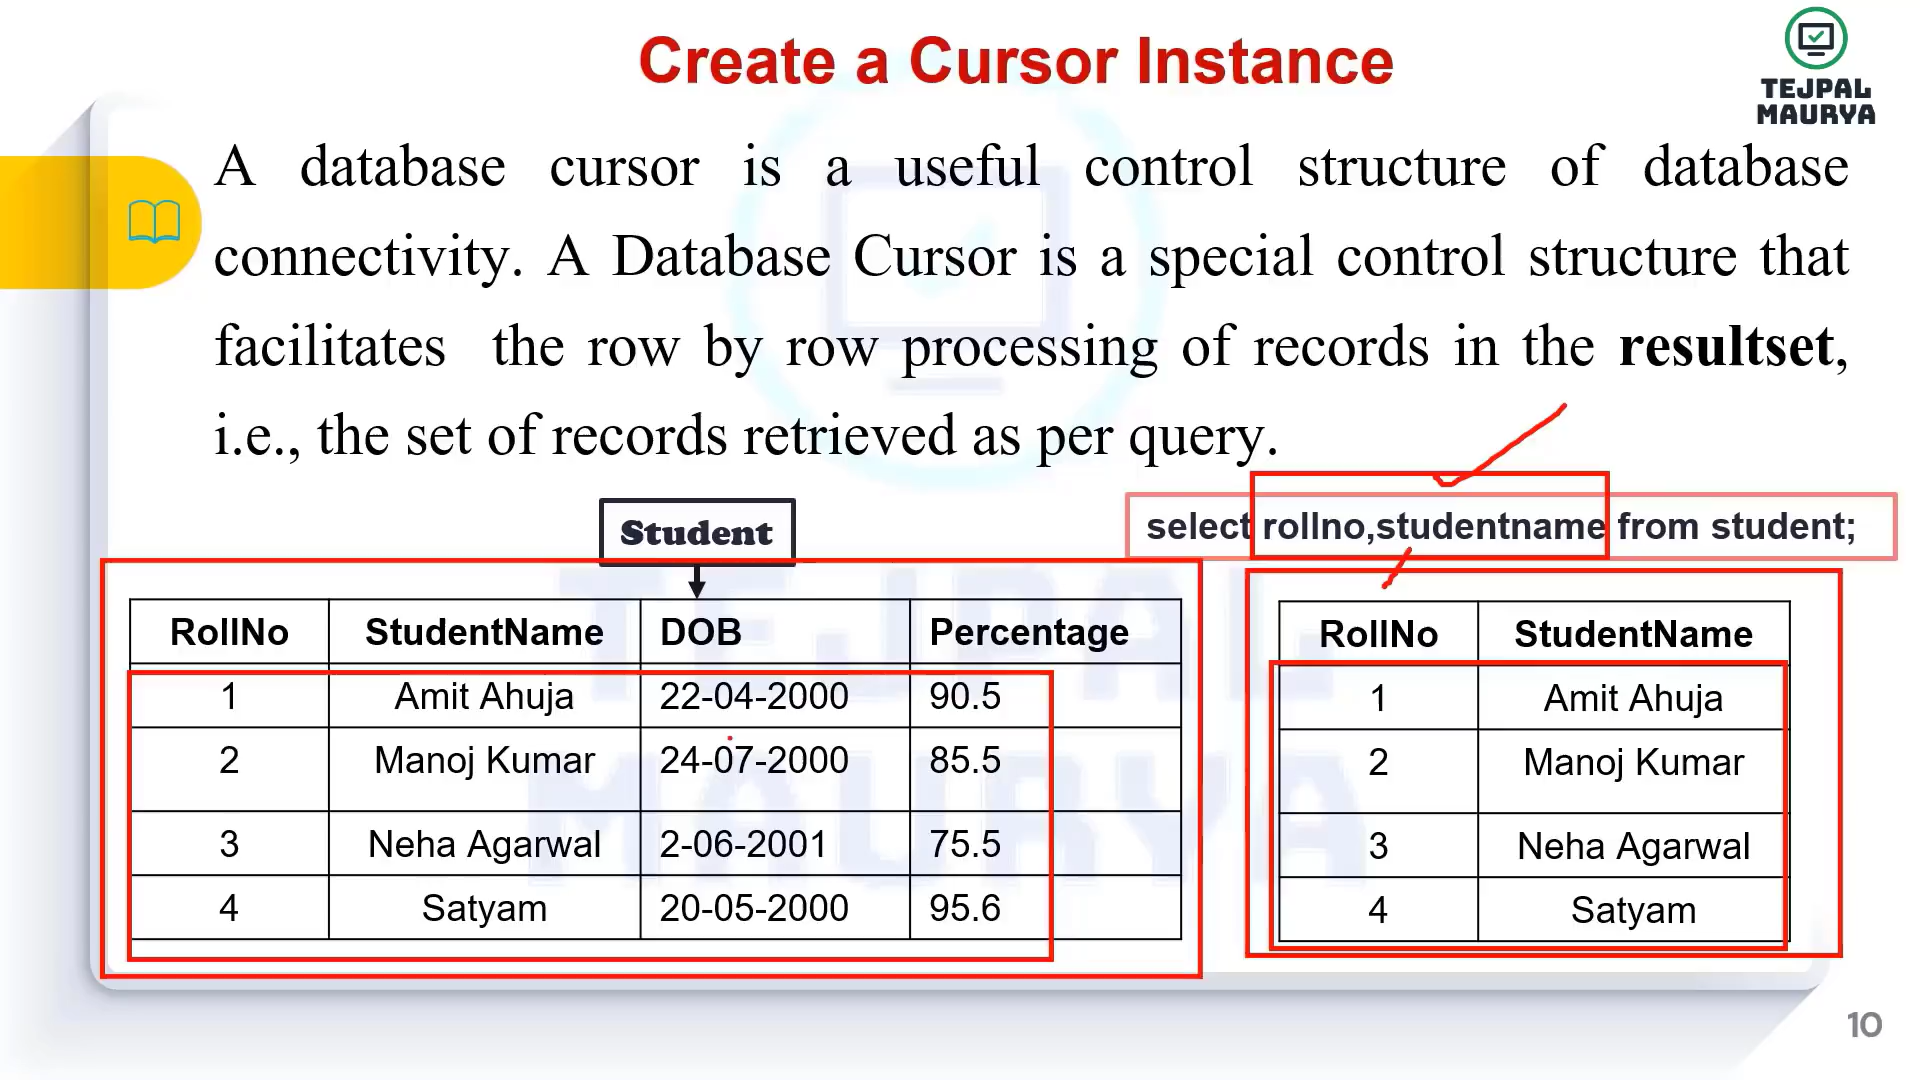 Create a Cursor Instance
TEJPAL
MAURYA
A database cursor is a useful control structure of database
connectivity. A Database Cursor is a special control structure that
facilitates the row by row processing of records in the resultset,
i.e., the set of records retrieved as per query.
Student
select rollno,studentname from student;
RollNo StudentName DOB Percentage
1 Amit Ahuja 22-04-2000 90.5
2 Manoj Kumar 24-07-2000 85.5
3 Neha Agarwal 2-06-2001 75.5
4 Satyam 20-05-2000 95.6
RollNo StudentName
1 Amit Ahuja
2 Manoj Kumar
3 Neha Agarwal
4 Satyam
TEJPAL
MAURYA
10